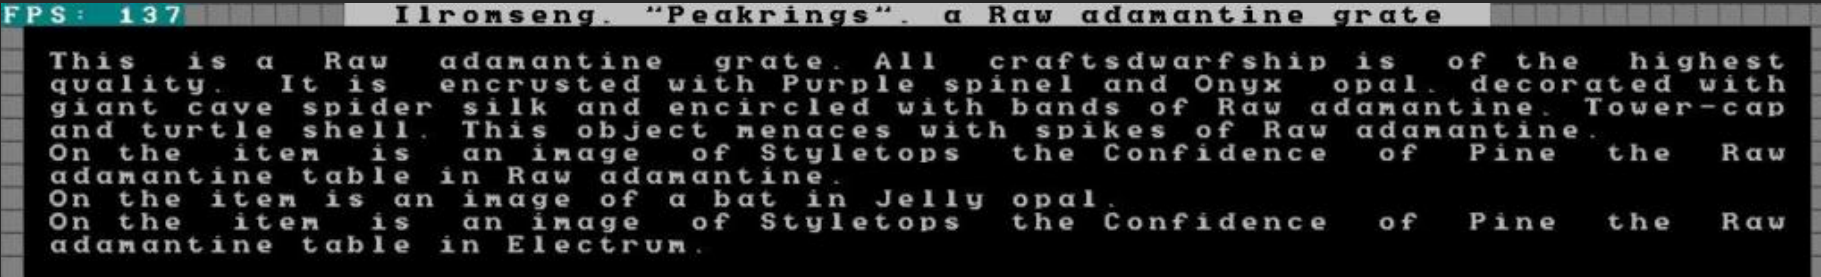 FPS: 137
Ilromseng, "Peakrings", a Raw adamantine grate
This is a Raw adamantine grate. All craftsdwarfship is of the highest
quality. It is encrusted with Purple spinel and Onyx opal, decorated with
giant cave spider silk and encircled with bands of Raw adamantine, Tower-cap
and turtle shell. This object menaces with spikes of Raw adamantine.
On the item is an image of Styletops the Confidence of Pine the Raw
adamantine table in Raw adamantine.
On the item is an image of a bat in Jelly opal.
On the item is an image of Styletops the Confidence of Pine the Raw
adamantine table in Electrum.